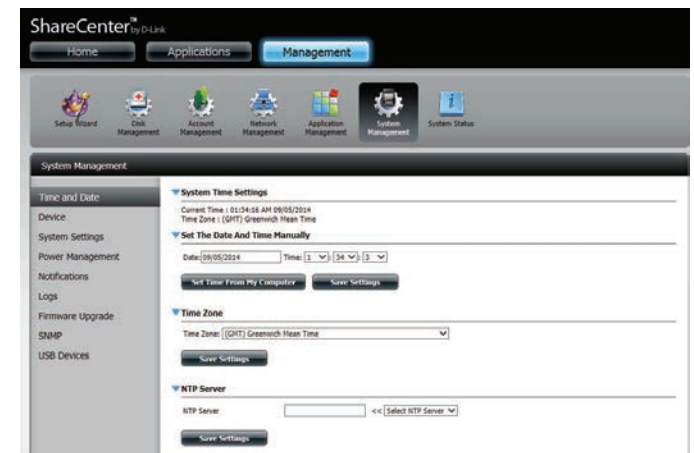 ShareCenter™ by D-Link
Home Applications Management
Setup Wizard Disk Management Account Management Network Management Application Management System Management System Status
System Management
Time and Date
Device
System Settings
Power Management
Notifications
Logs
Firmware Upgrade
SNMP
USB Devices
System Time Settings
Current Time : 01:34:16 AM 09/05/2014
Time Zone : (GMT) Greenwich Mean Time
Set The Date And Time Manually
Date: 09/05/2014 Time: 1 : 34 : 3
Set Time From My Computer Save Settings
Time Zone
Time Zone: (GMT) Greenwich Mean Time
Save Settings
NTP Server
NTP Server << Select NTP Server
Save Settings